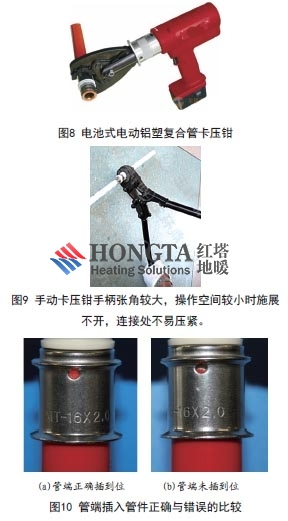 图8 电池式电动铝塑复合管卡压钳
HONGTA 红塔
Heating Solutions 地暖
图9 手动卡压钳手柄张角较大，操作空间较小时施展
不开，连接处不易压紧。
NT-16X2.0
-16X2.0
(a)管端正确插到位
(b)管端未插到位
图10 管端插入管件正确与错误的比较